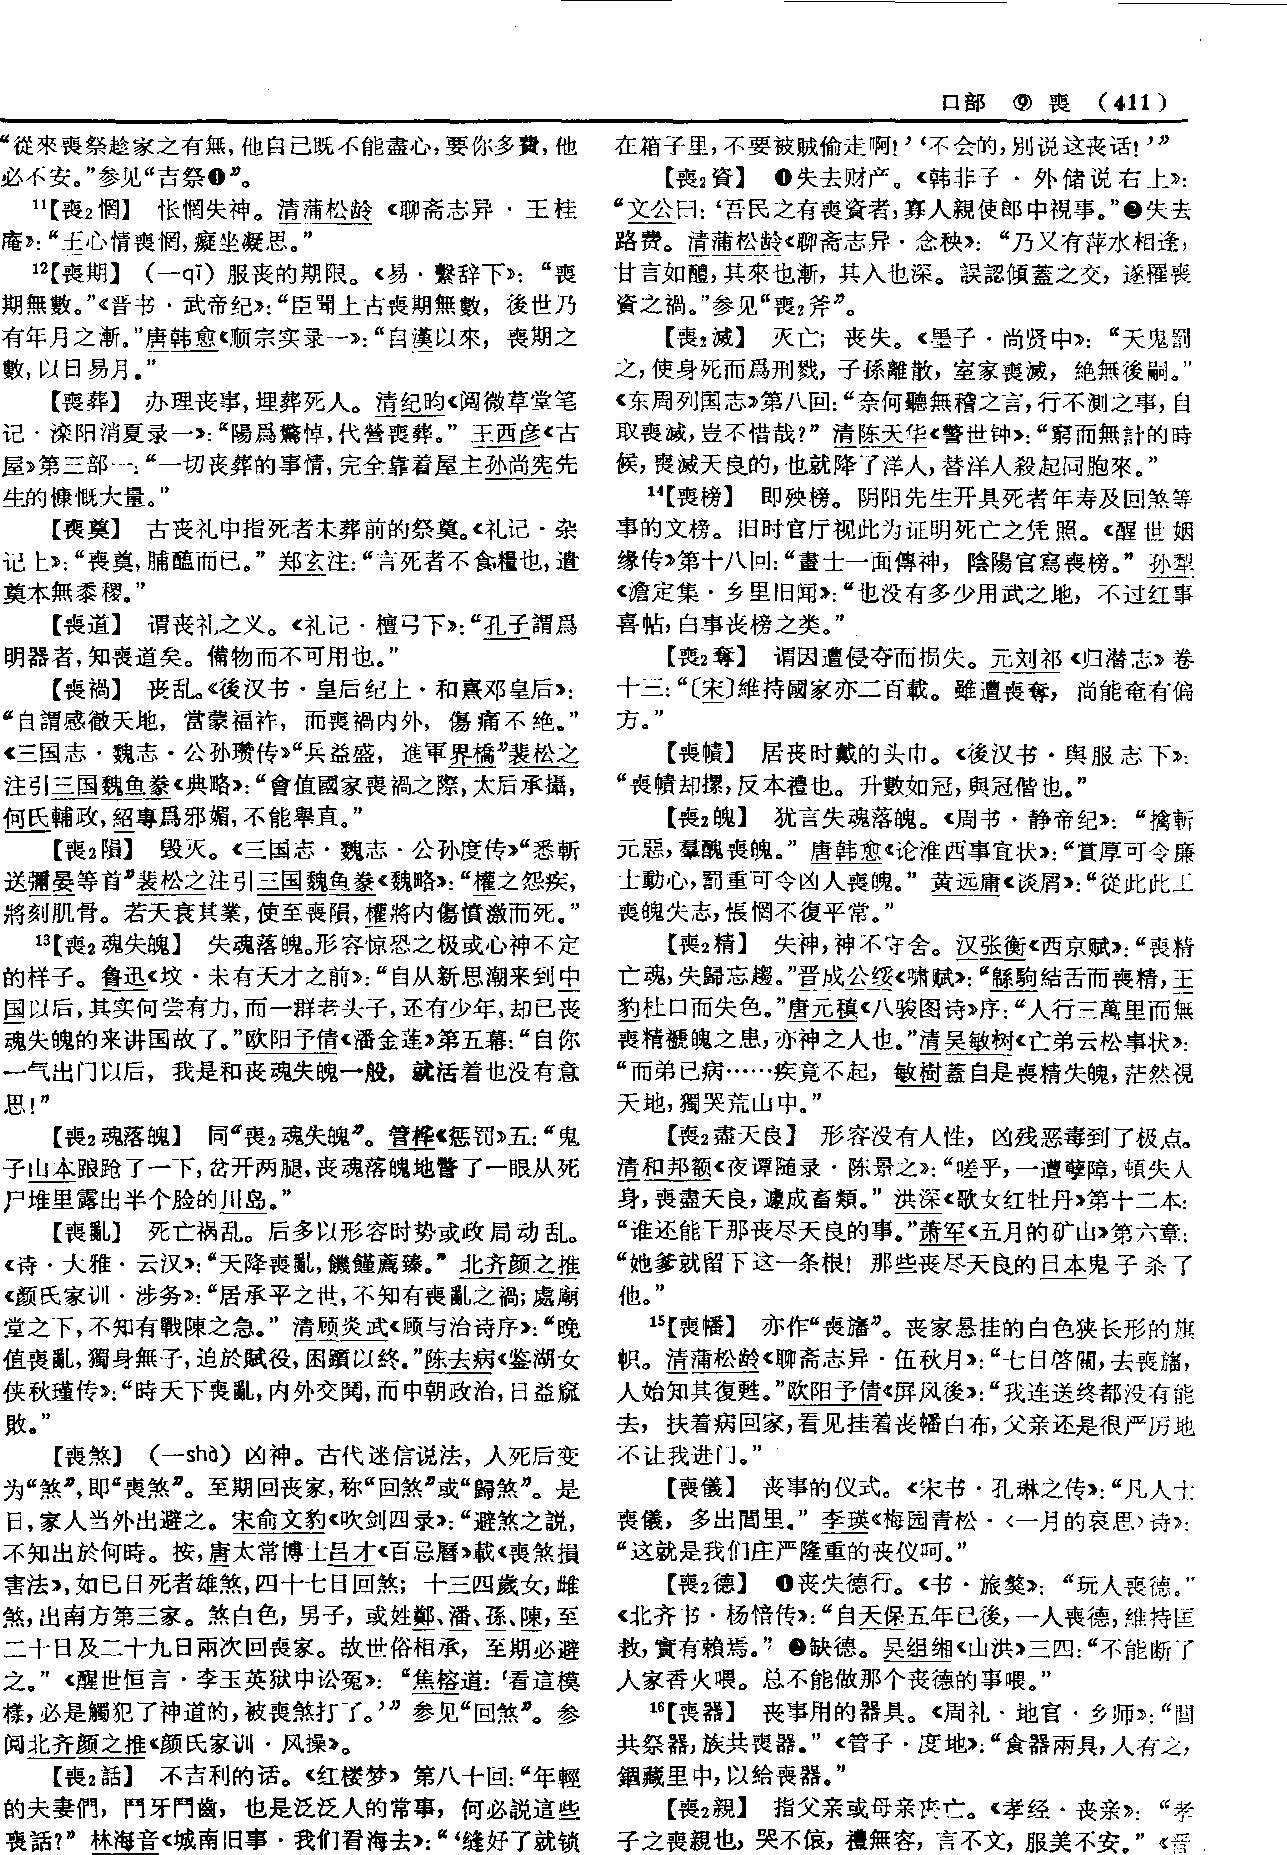 口部 ⑨ 喪 （411）
“從來喪祭趁家之有無，他自己既不能盡心，要你多費，他
必不安。”参见“吉祭❶”。
11【喪₂惘】 怅惘失神。清蒲松龄《聊斋志异·王桂
庵》：“王心情喪惘，癡坐凝思。”
12【喪期】（—qī）服丧的期限。《易·繫辞下》：“喪
期無數。”《晋书·武帝纪》：“臣聞上古喪期無數，後世乃
有年月之漸。”唐韩愈《顺宗实录一》：“自漢以來，喪期之
數，以日易月。”
【喪葬】 办理丧事，埋葬死人。清纪昀《阅微草堂笔
记·滦阳消夏录一》：“陽爲驚悼，代營喪葬。”王西彦《古
屋》第三部一：“一切丧葬的事情，完全靠着屋主孙尚宪先
生的慷慨大量。”
【喪奠】 古丧礼中指死者未葬前的祭奠。《礼记·杂
记上》：“喪奠，脯醢而已。”郑玄注：“言死者不食糧也，遣
奠本無黍稷。”
【喪道】 谓丧礼之义。《礼记·檀弓下》：“孔子謂爲
明器者，知喪道矣。備物而不可用也。”
【喪禍】 丧乱。《後汉书·皇后纪上·和熹邓皇后》：
“自謂感徹天地，當蒙福祚，而喪禍内外，傷痛不絶。”
《三国志·魏志·公孙瓒传》“兵益盛，進軍界橋”裴松之
注引三国魏鱼豢《典略》：“會值國家喪禍之際，太后承攝，
何氏輔政，紹專爲邪媚，不能舉直。”
【喪₂隕】 毁灭。《三国志·魏志·公孙度传》“悉斬
送彌晏等首”裴松之注引三国魏鱼豢《魏略》：“權之怨疾，
將刻肌骨。若天衰其業，使至喪隕，權將内傷憤激而死。”
13【喪₂魂失魄】 失魂落魄。形容惊恐之极或心神不定
的样子。鲁迅《坟·未有天才之前》：“自从新思潮来到中
国以后，其实何尝有力，而一群老头子，还有少年，却已丧
魂失魄的来讲国故了。”欧阳予倩《潘金莲》第五幕：“自你
一气出门以后，我是和丧魂失魄一般，就活着也没有意
思！”
【喪₂魂落魄】 同“喪₂魂失魄”。管桦《惩罚》五：“鬼
子山本踉跄了一下，岔开两腿，丧魂落魄地瞥了一眼从死
尸堆里露出半个脸的川岛。”
【喪亂】 死亡祸乱。后多以形容时势或政局动乱。
《诗·大雅·云汉》：“天降喪亂，饑饉薦臻。”北齐颜之推
《颜氏家训·涉务》：“居承平之世，不知有喪亂之禍；處廟
堂之下，不知有戰陳之急。”清顾炎武《顾与治诗序》：“晚
值喪亂，獨身無子，迫於賦役，困躓以終。”陈去病《鉴湖女
侠秋瑾传》：“時天下喪亂，内外交鬨，而中朝政治，日益窳
敗。”
【喪煞】（—shà）凶神。古代迷信说法，人死后变
为“煞”，即“喪煞”。至期回丧家，称“回煞”或“歸煞”。是
日，家人当外出避之。宋俞文豹《吹剑四录》：“避煞之説，
不知出於何時。按，唐太常博士吕才《百忌曆》載《喪煞損
害法》，如巳日死者雄煞，四十七日回煞；十三四歲女，雌
煞，出南方第三家。煞白色，男子，或姓鄭、潘、孫、陳，至
二十日及二十九日兩次回喪家。故世俗相承，至期必避
之。”《醒世恒言·李玉英狱中讼冤》：“焦榕道：‘看這模
樣，必是觸犯了神道的，被喪煞打了。’”参见“回煞”。参
阅北齐颜之推《颜氏家训·风操》。
【喪₂話】 不吉利的话。《红楼梦》第八十回：“年輕
的夫妻們，鬥牙鬥齒，也是泛泛人的常事，何必説這些
喪話？”林海音《城南旧事·我们看海去》：“‘缝好了就锁
在箱子里，不要被贼偷走啊！’‘不会的，别说这丧话！’”
【喪₂資】 ❶失去财产。《韩非子·外储说右上》：
“文公曰：‘吾民之有喪資者，寡人親使郎中視事。”❷失去
路费。清蒲松龄《聊斋志异·念秧》：“乃又有萍水相逢，
甘言如醴，其來也漸，其入也深。誤認傾蓋之交，遂罹喪
資之禍。”参见“喪₂斧”。
【喪₂滅】 灭亡；丧失。《墨子·尚贤中》：“天鬼罰
之，使身死而爲刑戮，子孫離散，室家喪滅，絶無後嗣。”
《东周列国志》第八回：“奈何聽無稽之言，行不測之事，自
取喪滅，豈不惜哉？”清陈天华《警世钟》：“窮而無計的時
候，喪滅天良的，也就降了洋人，替洋人殺起同胞來。”
14【喪榜】 即殃榜。阴阳先生开具死者年寿及回煞等
事的文榜。旧时官厅视此为证明死亡之凭照。《醒世姻
缘传》第十八回：“畫士一面傳神，陰陽官寫喪榜。”孙犁
《澹定集·乡里旧闻》：“也没有多少用武之地，不过红事
喜帖，白事丧榜之类。”
【喪₂奪】 谓因遭侵夺而损失。元刘祁《归潜志》卷
十三：“〔宋〕維持國家亦二百載。雖遭喪奪，尚能奄有偏
方。”
【喪幘】 居丧时戴的头巾。《後汉书·舆服志下》：
“喪幘却摞，反本禮也。升數如冠，與冠偕也。”
【喪₂魄】 犹言失魂落魄。《周书·静帝纪》：“擒斬
元惡，羣醜喪魄。”唐韩愈《论淮西事宜状》：“賞厚可令廉
士動心，罰重可令凶人喪魄。”黄远庸《谈屑》：“從此此工
喪魄失志，悵惘不復平常。”
【喪₂精】 失神，神不守舍。汉张衡《西京赋》：“喪精
亡魂，失歸忘趨。”晋成公绥《啸赋》：“緜駒結舌而喪精，王
豹杜口而失色。”唐元稹《八骏图诗》序：“人行三萬里而無
喪精褫魄之患，亦神之人也。”清吴敏树《亡弟云松事状》：
“而弟已病……疾竟不起，敏樹蓋自是喪精失魄，茫然視
天地，獨哭荒山中。”
【喪₂盡天良】 形容没有人性，凶残恶毒到了极点。
清和邦额《夜谭随录·陈景之》：“嗟乎，一遭孽障，頓失人
身，喪盡天良，遽成畜類。”洪深《歌女红牡丹》第十二本：
“谁还能干那丧尽天良的事。”萧军《五月的矿山》第六章：
“她爹就留下这一条根！那些丧尽天良的日本鬼子杀了
他。”
15【喪幡】 亦作“喪旛”。丧家悬挂的白色狭长形的旗
帜。清蒲松龄《聊斋志异·伍秋月》：“七日啓關，去喪旛，
人始知其復甦。”欧阳予倩《屏风後》：“我连送终都没有能
去，扶着病回家，看见挂着丧幡白布，父亲还是很严厉地
不让我进门。”
【喪儀】 丧事的仪式。《宋书·孔琳之传》：“凡人士
喪儀，多出閭里。”李瑛《梅园青松·〈一月的哀思〉诗》：
“这就是我们庄严隆重的丧仪呵。”
【喪₂德】 ❶丧失德行。《书·旅獒》：“玩人喪德。”
《北齐书·杨愔传》：“自天保五年已後，一人喪德，維持匡
救，實有賴焉。”❷缺德。吴组缃《山洪》三四：“不能断了
人家香火喂。总不能做那个丧德的事喂。”
16【喪器】 丧事用的器具。《周礼·地官·乡师》：“閭
共祭器，族共喪器。”《管子·度地》：“食器兩具，人有之，
錮藏里中，以給喪器。”
【喪₂親】 指父亲或母亲丧亡。《孝经·丧亲》：“孝
子之喪親也，哭不偯，禮無容，言不文，服美不安。”《晋